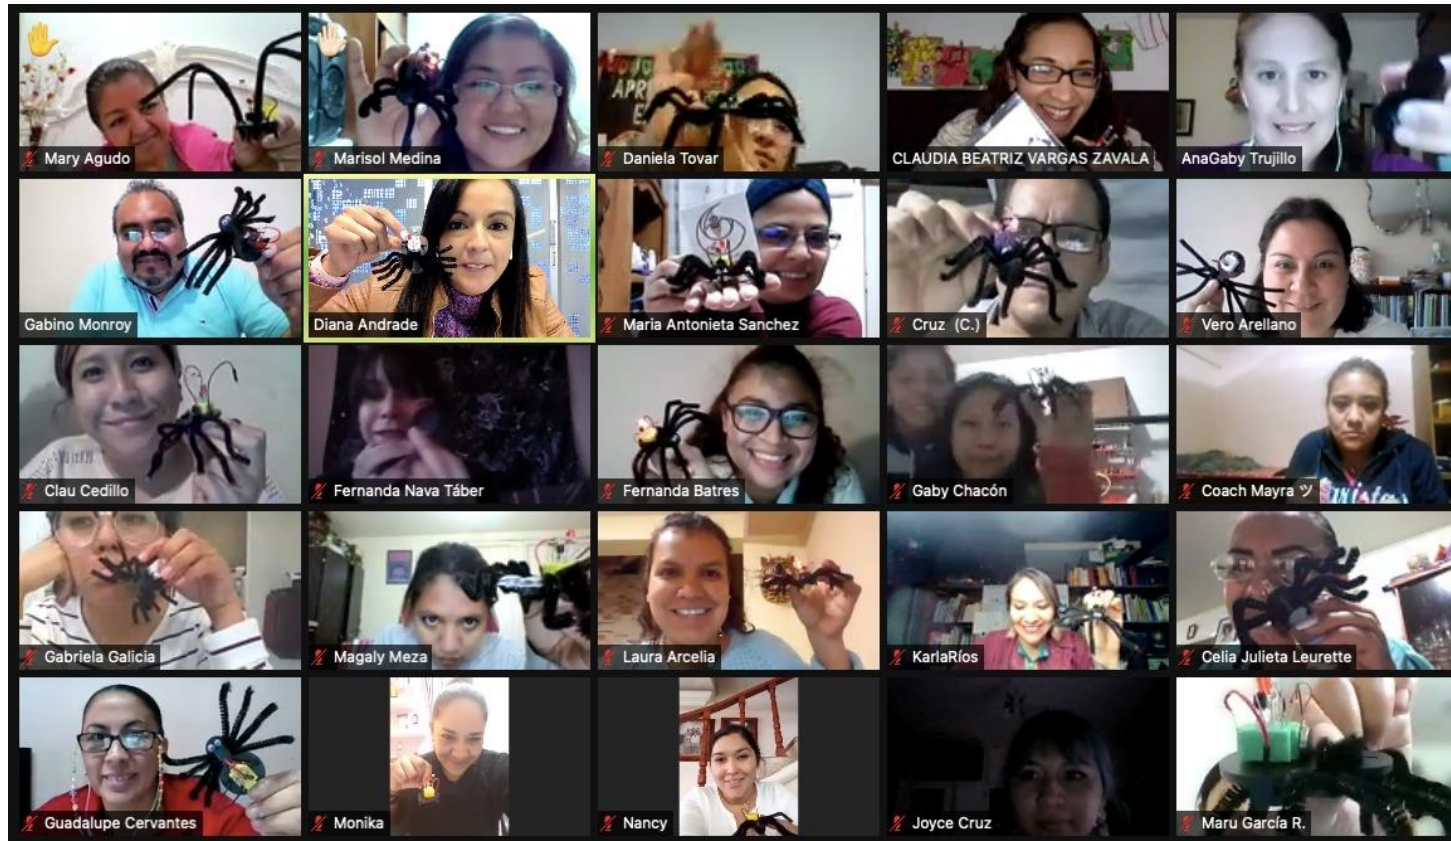 Mary Agudo
Marisol Medina
APR
E
Daniela Tovar
CLAUDIA BEATRIZ VARGAS ZAVALA
AnaGaby Trujillo
Gabino Monroy
Diana Andrade
Maria Antonieta Sanchez
Cruz (C.)
Vero Arellano
Clau Cedillo
Fernanda Nava Táber
Fernanda Batres
Gaby Chacón
Coach Mayra ツ
Gabriela Galicia
Magaly Meza
Laura Arcelia
KarlaRíos
Celia Julieta Leurette
Guadalupe Cervantes
Monika
Nancy
Joyce Cruz
Maru García R.